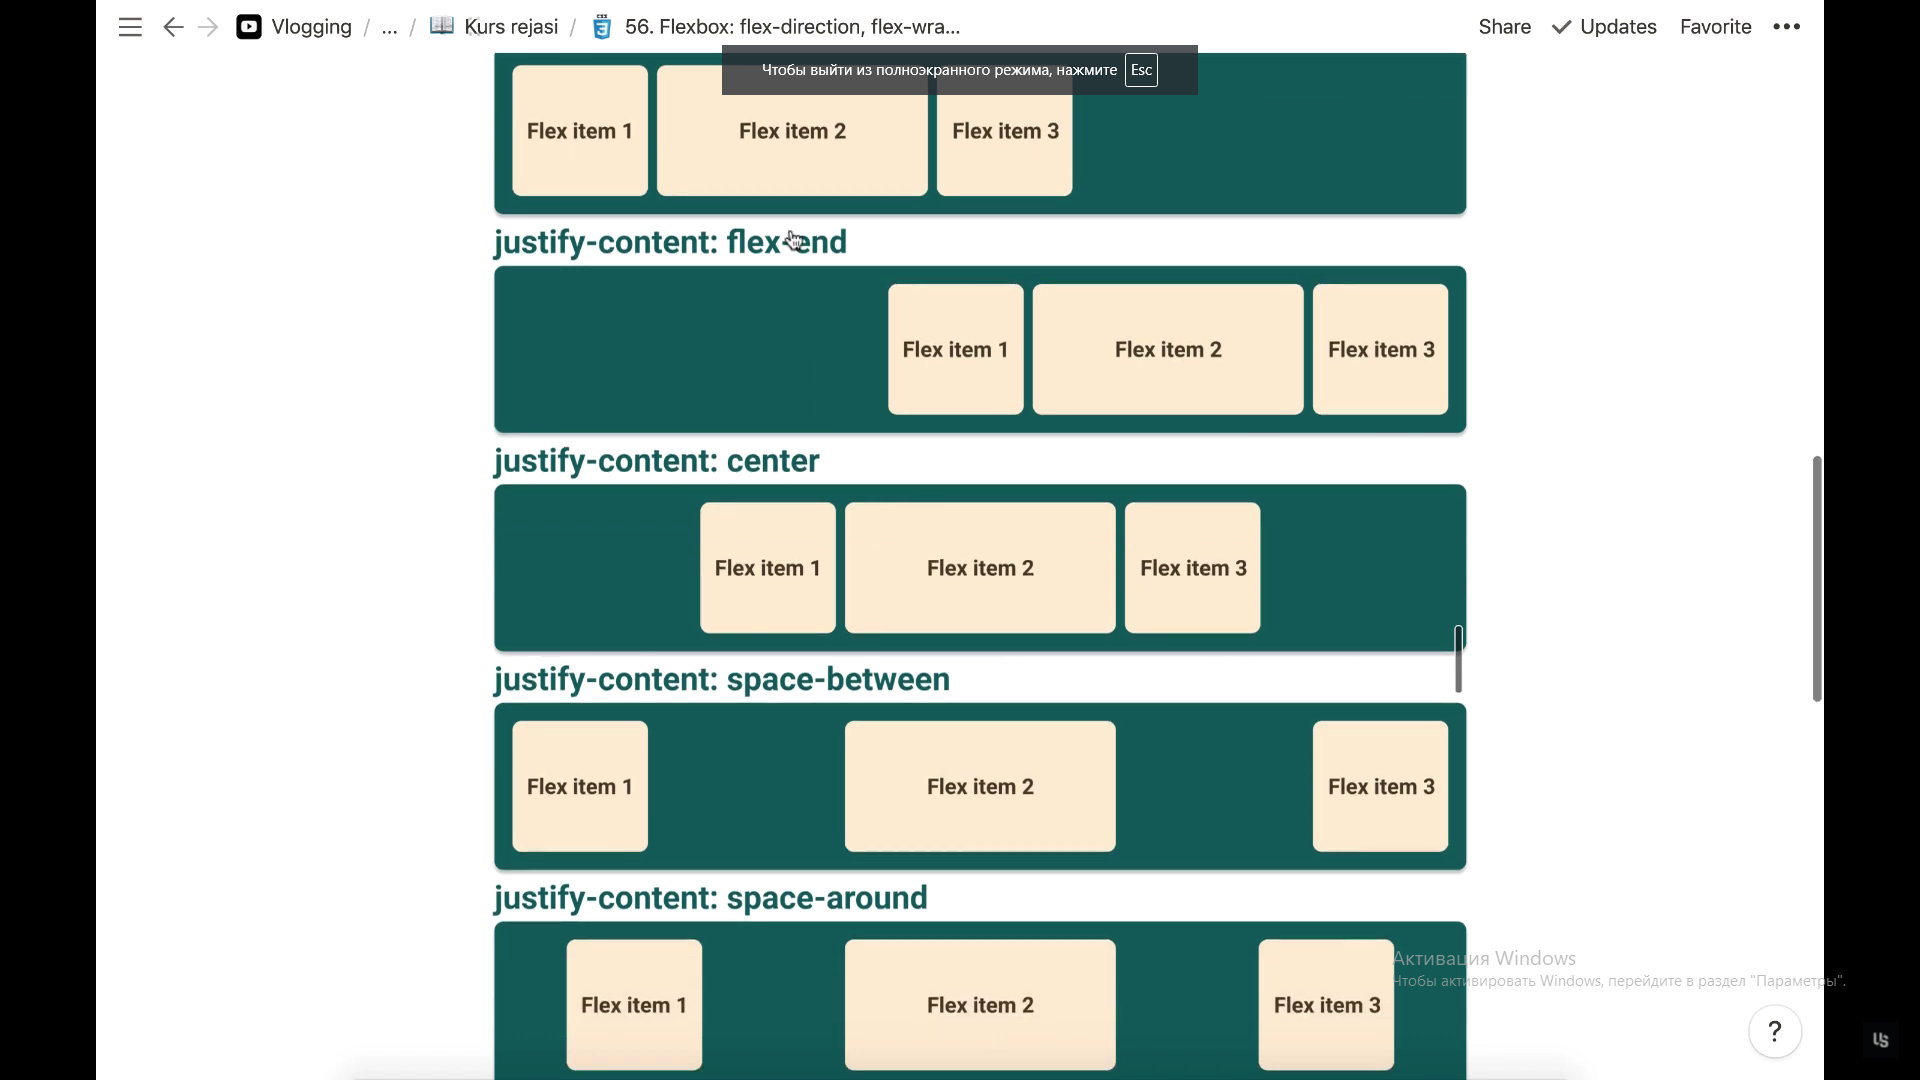 Vlogging / ... / Kurs rejasi / 56. Flexbox: flex-direction, flex-wra...
Share Updates Favorite •••
Чтобы выйти из полноэкранного режима, нажмите Esc
Flex item 1 Flex item 2 Flex item 3
justify-content: flex-end
Flex item 1 Flex item 2 Flex item 3
justify-content: center
Flex item 1 Flex item 2 Flex item 3
justify-content: space-between
Flex item 1 Flex item 2 Flex item 3
justify-content: space-around
Flex item 1 Flex item 2 Flex item 3
Активация Windows
Чтобы активировать Windows, перейдите в раздел "Параметры".
?